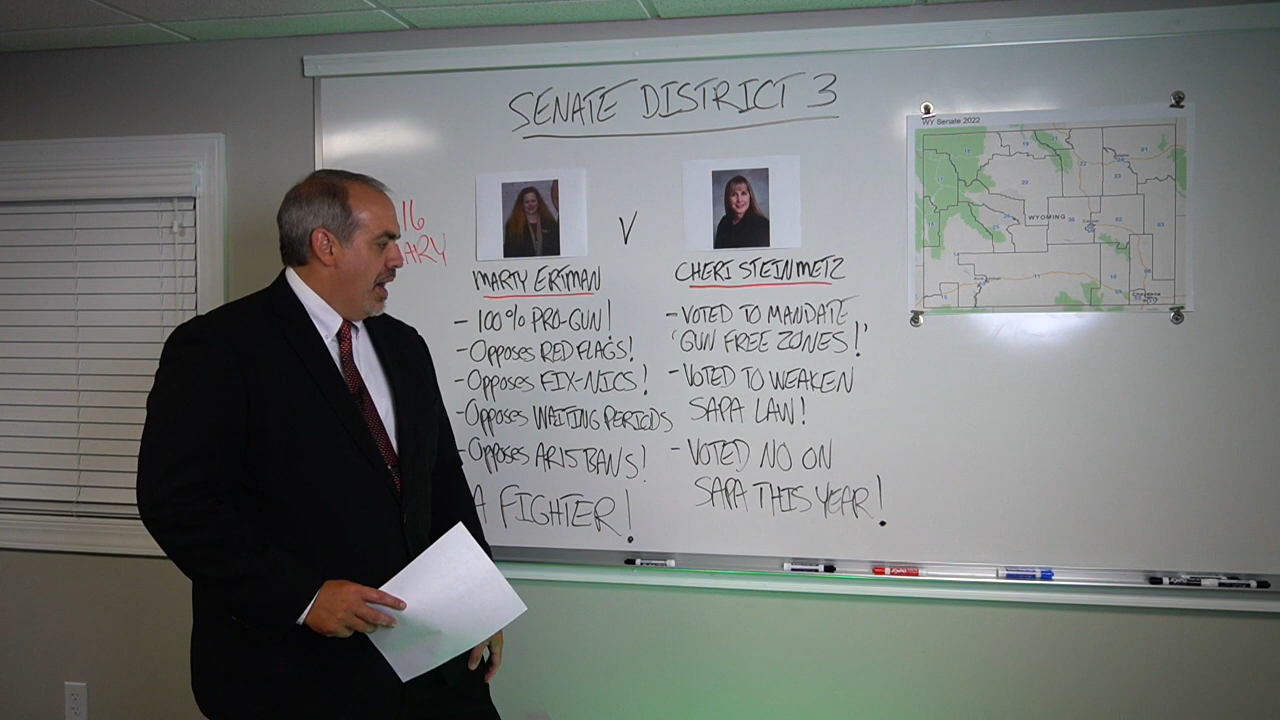 SENATE DISTRICT 3
WY Senate 2022
WYOMING
16
ARY
V
MARTY ERTMAN
- 100% PRO-GUN!
- Opposes RED FLAGS!
- Opposes FIX-NICS!
- Opposes WAITING PERIODS
- Opposes AR15 BANS!
A FIGHTER!
CHERI STEINMETZ
- VOTED TO MANDATE
'GUN FREE ZONES!'
- VOTED TO WEAKEN
SAPA LAW!
- VOTED NO ON
SAPA THIS YEAR!